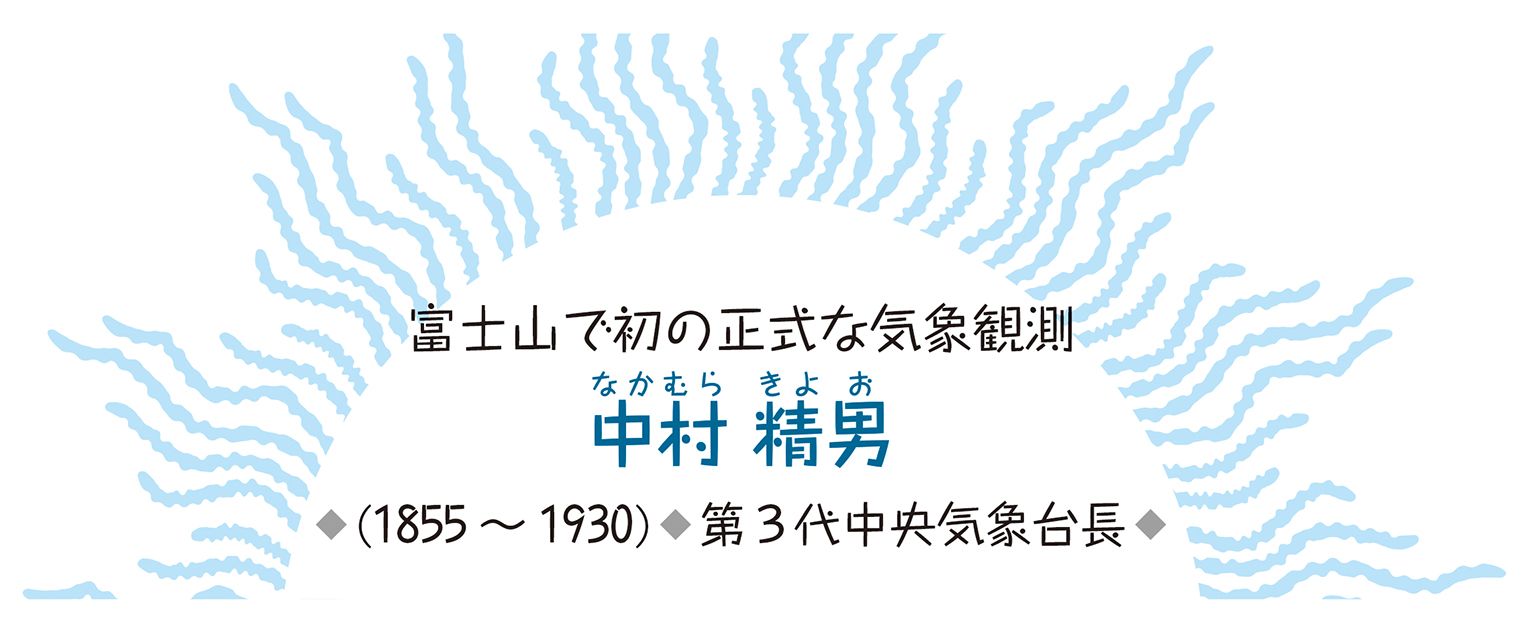 富士山で初の正式な気象観測
なかむら きよお
中村 精男
◆(1855～1930)◆第3代中央気象台長◆